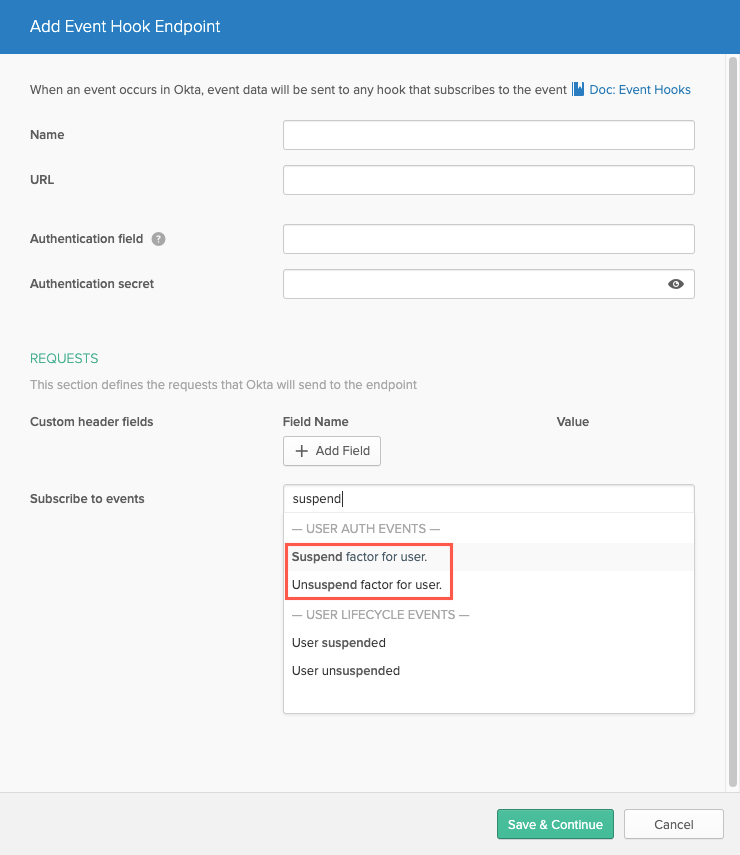 Add Event Hook Endpoint
When an event occurs in Okta, event data will be sent to any hook that subscribes to the event Doc: Event Hooks
Name
URL
Authentication field ?
Authentication secret
REQUESTS
This section defines the requests that Okta will send to the endpoint
Custom header fields Field Name Value
+ Add Field
Subscribe to events suspend
— USER AUTH EVENTS —
Suspend factor for user.
Unsuspend factor for user.
— USER LIFECYCLE EVENTS —
User suspended
User unsuspended
Save & Continue Cancel